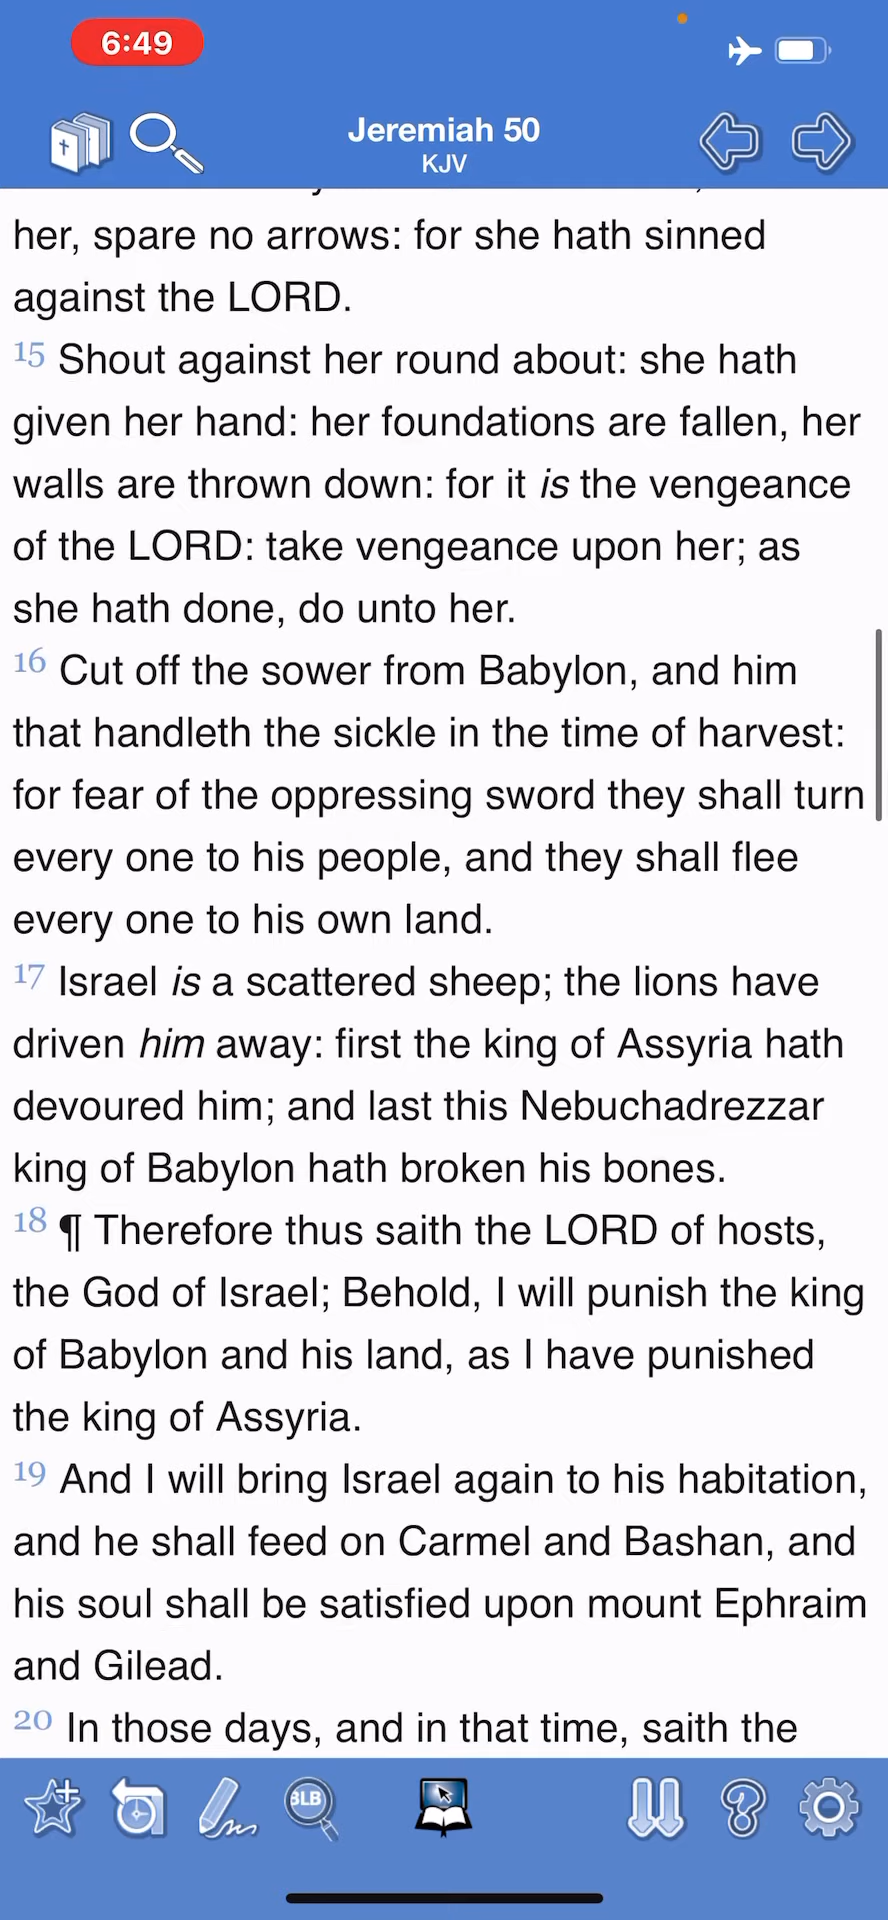 6:49
Jeremiah 50
KJV
her, spare no arrows: for she hath sinned
against the LORD.
15 Shout against her round about: she hath
given her hand: her foundations are fallen, her
walls are thrown down: for it is the vengeance
of the LORD: take vengeance upon her; as
she hath done, do unto her.
16 Cut off the sower from Babylon, and him
that handleth the sickle in the time of harvest:
for fear of the oppressing sword they shall turn
every one to his people, and they shall flee
every one to his own land.
17 Israel is a scattered sheep; the lions have
driven him away: first the king of Assyria hath
devoured him; and last this Nebuchadrezzar
king of Babylon hath broken his bones.
18 ¶ Therefore thus saith the LORD of hosts,
the God of Israel; Behold, I will punish the king
of Babylon and his land, as I have punished
the king of Assyria.
19 And I will bring Israel again to his habitation,
and he shall feed on Carmel and Bashan, and
his soul shall be satisfied upon mount Ephraim
and Gilead.
20 In those days, and in that time, saith the
BLB